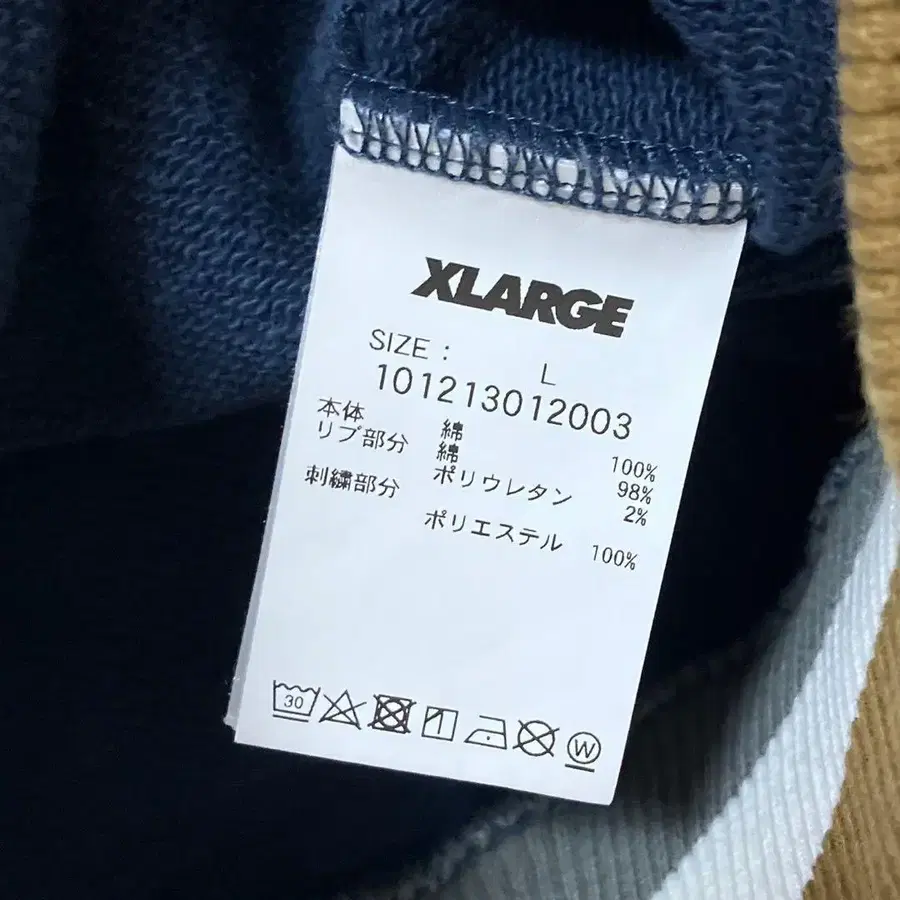 XLARGE
SIZE : L
101213012003
本体 綿 100%
リブ部分 綿 98%
ポリウレタン 2%
刺繍部分
ポリエステル 100%
30
W